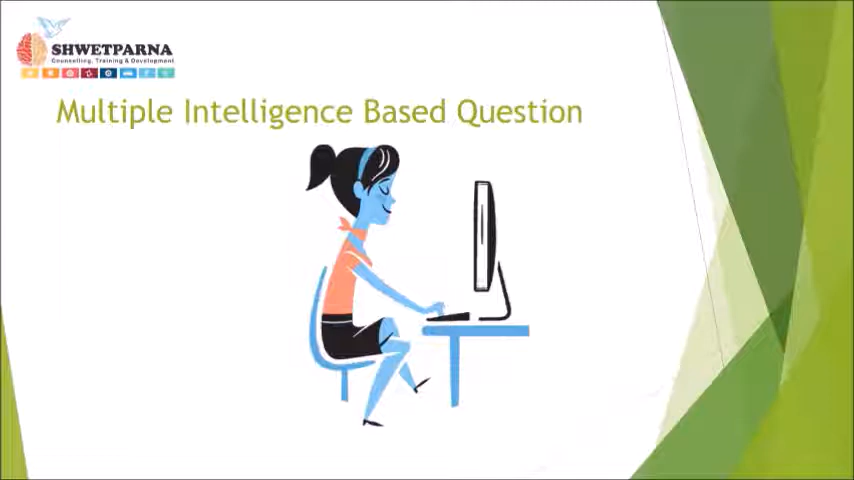 SHWETPARNA
Counselling, Training & Development
Multiple Intelligence Based Question